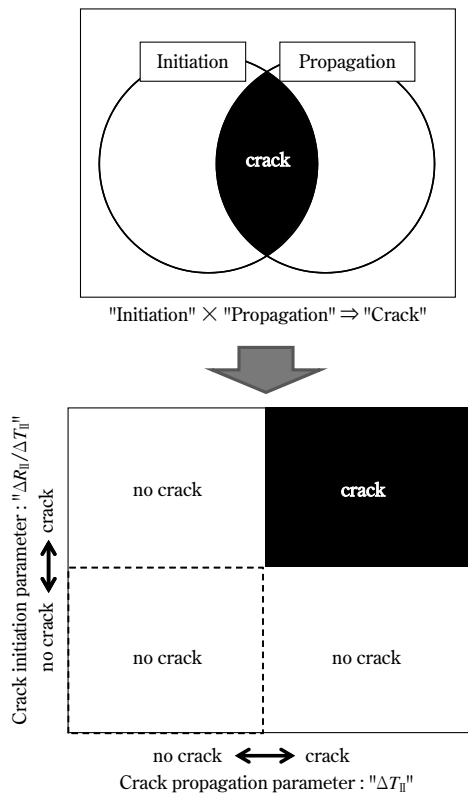 Initiation
Propagation
crack
"Initiation" × "Propagation" ⇒ "Crack"
Crack initiation parameter : "ΔR_Ⅱ/ΔT_Ⅱ"
no crack
crack
no crack
crack
no crack
no crack
no crack
crack
Crack propagation parameter : "ΔT_Ⅱ"